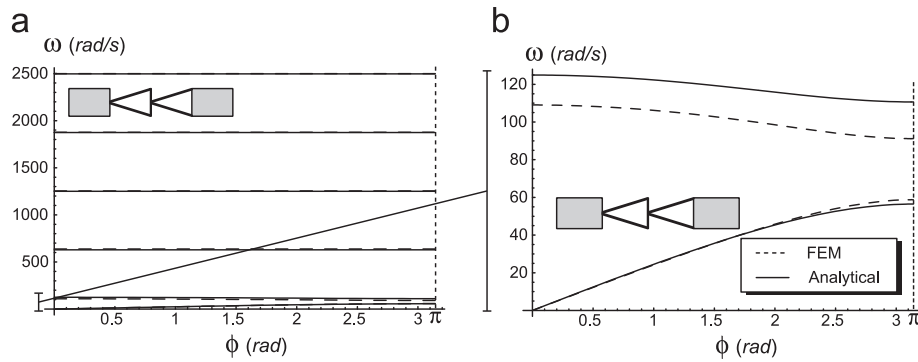 a
ω (rad/s)
2500
2000
1500
1000
500
0.5 1 1.5 2 2.5 3 π
ϕ (rad)
b
ω (rad/s)
120
100
80
60
40
20
FEM
Analytical
0.5 1 1.5 2 2.5 3 π
ϕ (rad)